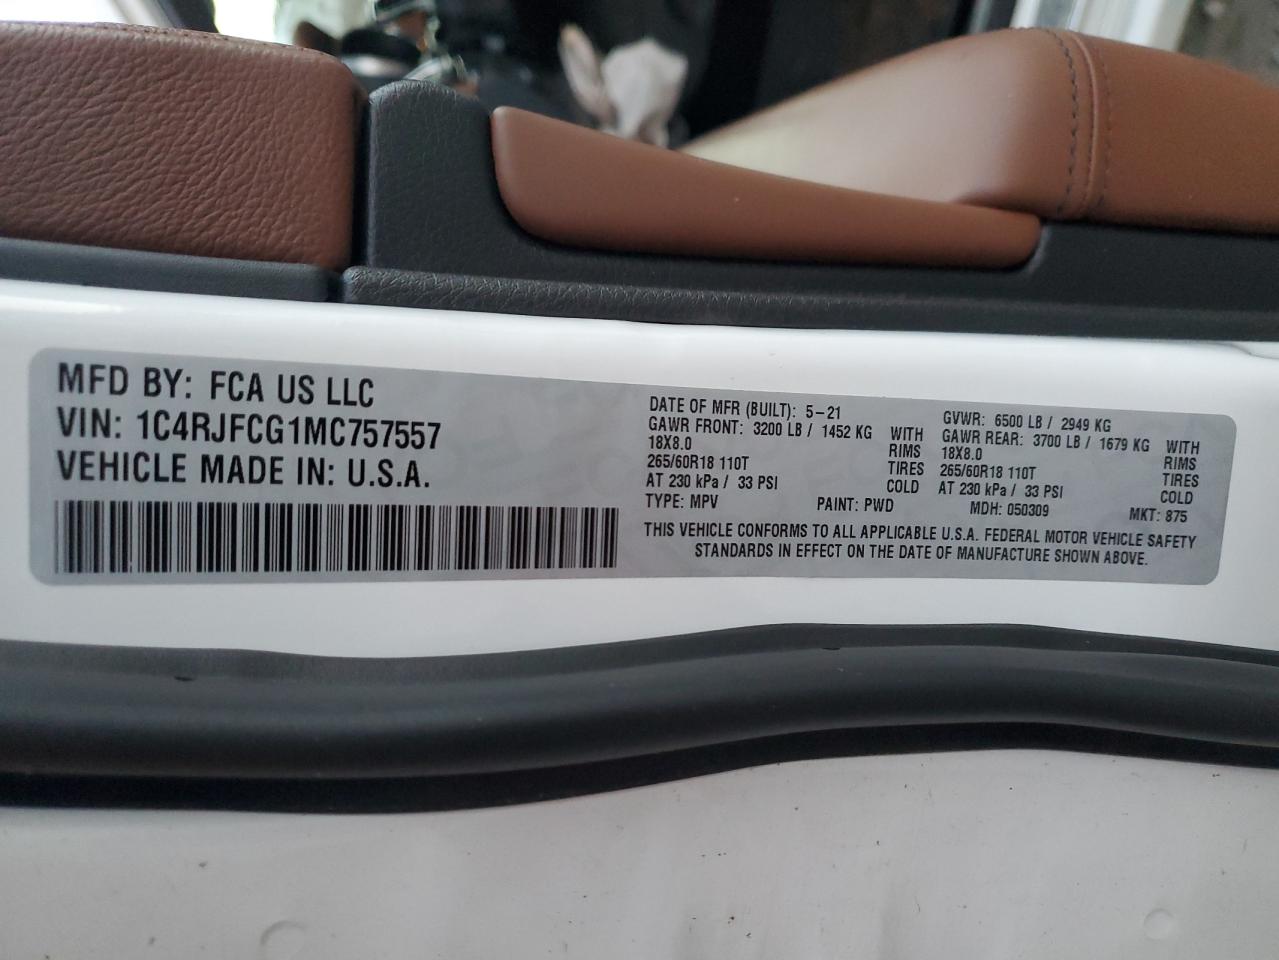 MFD BY: FCA US LLC
VIN: 1C4RJFCG1MC757557
VEHICLE MADE IN: U.S.A.
DATE OF MFR (BUILT): 5-21
GAWR FRONT: 3200 LB / 1452 KG WITH
18X8.0 RIMS
265/60R18 110T TIRES
AT 230 kPa / 33 PSI COLD
TYPE: MPV PAINT: PWD
GVWR: 6500 LB / 2949 KG
GAWR REAR: 3700 LB / 1679 KG WITH
18X8.0 RIMS
265/60R18 110T TIRES
AT 230 kPa / 33 PSI COLD
MDH: 050309 MKT: 875
THIS VEHICLE CONFORMS TO ALL APPLICABLE U.S.A. FEDERAL MOTOR VEHICLE SAFETY
STANDARDS IN EFFECT ON THE DATE OF MANUFACTURE SHOWN ABOVE.